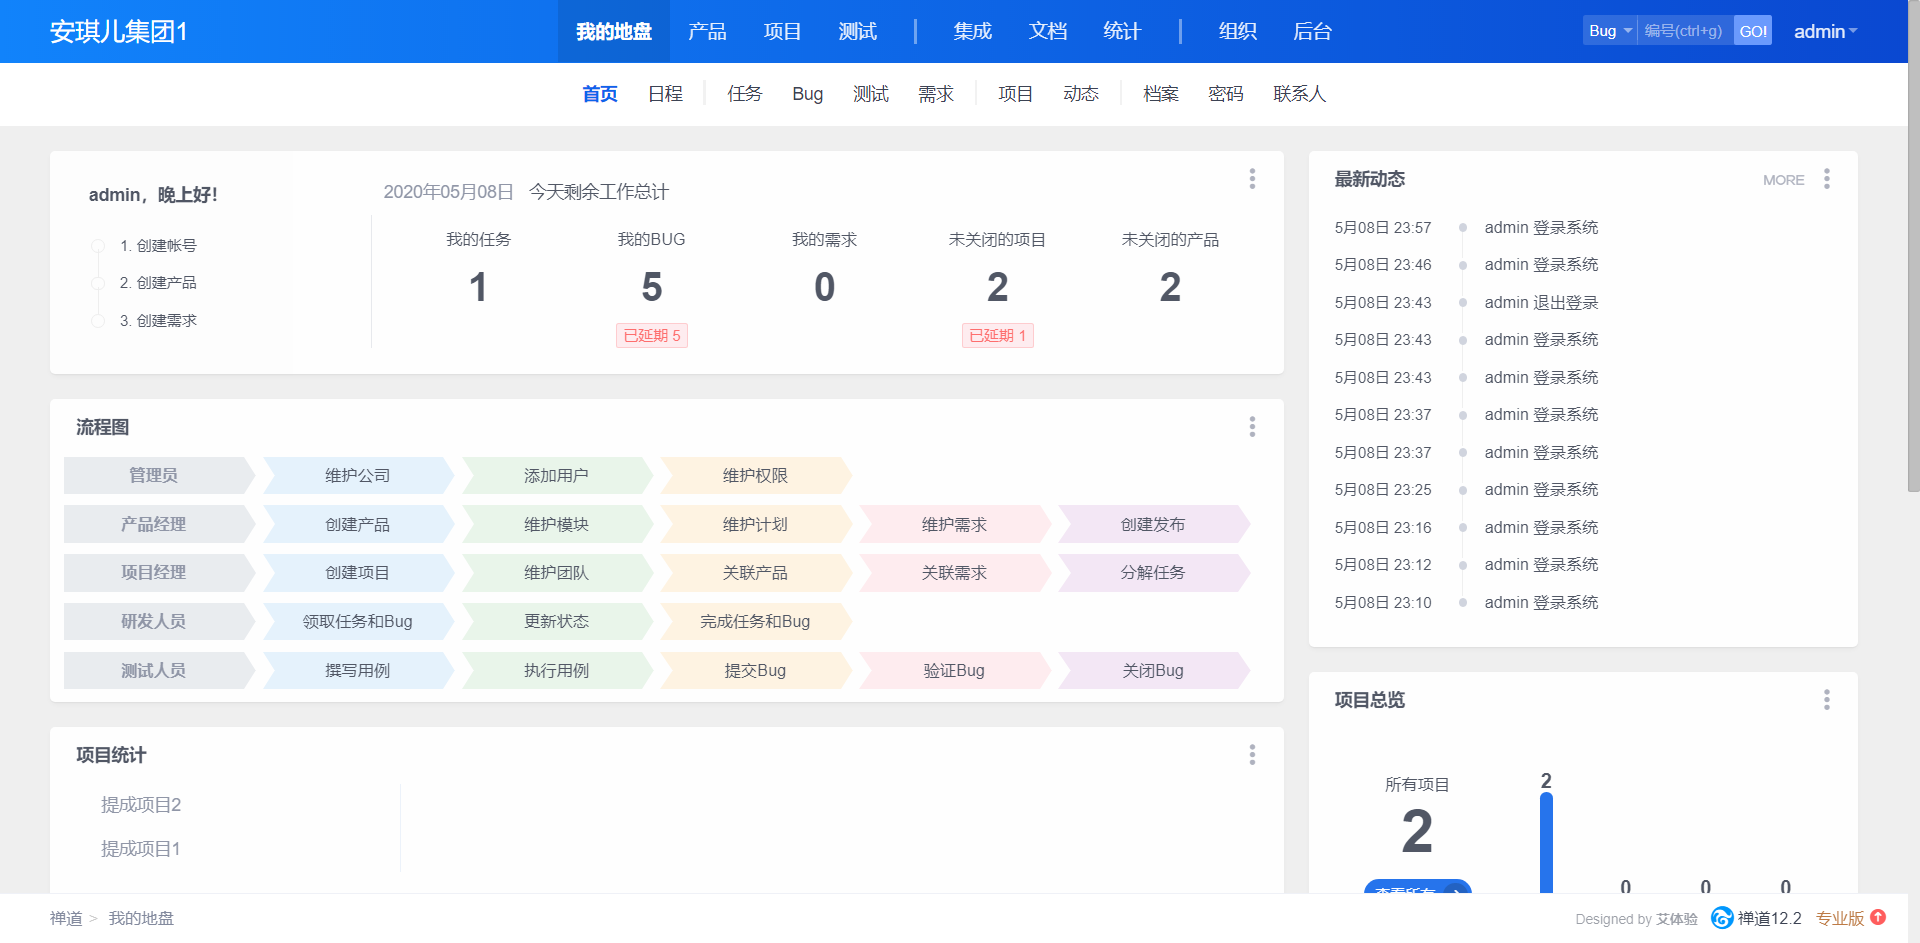 安琪儿集团1 我的地盘 产品 项目 测试 集成 文档 统计 组织 后台 Bug 编号(ctrl+g) GO! admin
首页 日程 任务 Bug 测试 需求 项目 动态 档案 密码 联系人
admin，晚上好！
1. 创建帐号
2. 创建产品
3. 创建需求
2020年05月08日 今天剩余工作总计
我的任务 我的BUG 我的需求 未关闭的项目 未关闭的产品
1 5 0 2 2
已延期 5 已延期 1
流程图
管理员 维护公司 添加用户 维护权限
产品经理 创建产品 维护模块 维护计划 维护需求 创建发布
项目经理 创建项目 维护团队 关联产品 关联需求 分解任务
研发人员 领取任务和Bug 更新状态 完成任务和Bug
测试人员 撰写用例 执行用例 提交Bug 验证Bug 关闭Bug
项目统计
提成项目2
提成项目1
最新动态 MORE
5月08日 23:57 admin 登录系统
5月08日 23:46 admin 登录系统
5月08日 23:43 admin 退出登录
5月08日 23:43 admin 登录系统
5月08日 23:43 admin 登录系统
5月08日 23:37 admin 登录系统
5月08日 23:37 admin 登录系统
5月08日 23:25 admin 登录系统
5月08日 23:16 admin 登录系统
5月08日 23:12 admin 登录系统
5月08日 23:10 admin 登录系统
项目总览
所有项目
2
查看所有
2 0 0 0
禅道 > 我的地盘
Designed by 艾体验 禅道12.2 专业版